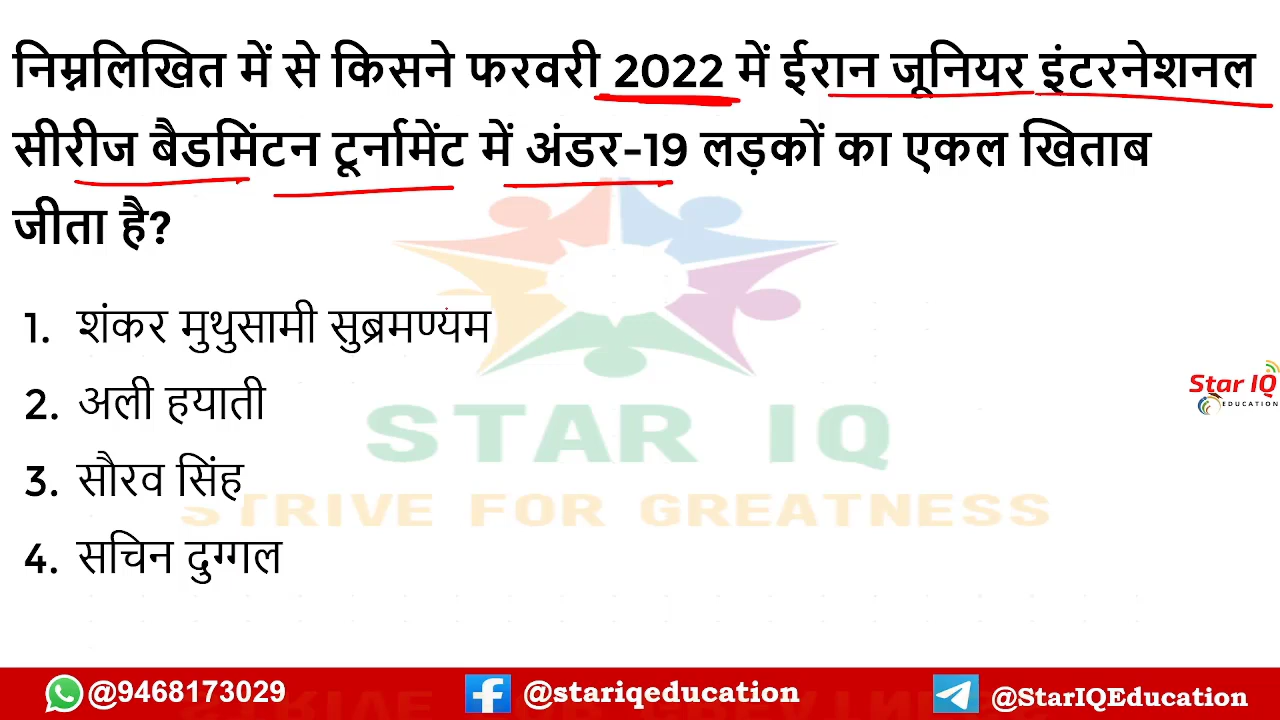 निम्नलिखित में से किसने फरवरी 2022 में ईरान जूनियर इंटरनेशनल
सीरीज बैडमिंटन टूर्नामेंट में अंडर-19 लड़कों का एकल खिताब
जीता है?
1. शंकर मुथुसामी सुब्रमण्यम
2. अली हयाती
3. सौरव सिंह
4. सचिन दुग्गल
STAR IQ
STRIVE FOR GREATNESS
Star IQ
EDUCATION
@9468173029 @stariqeducation @StarIQEducation